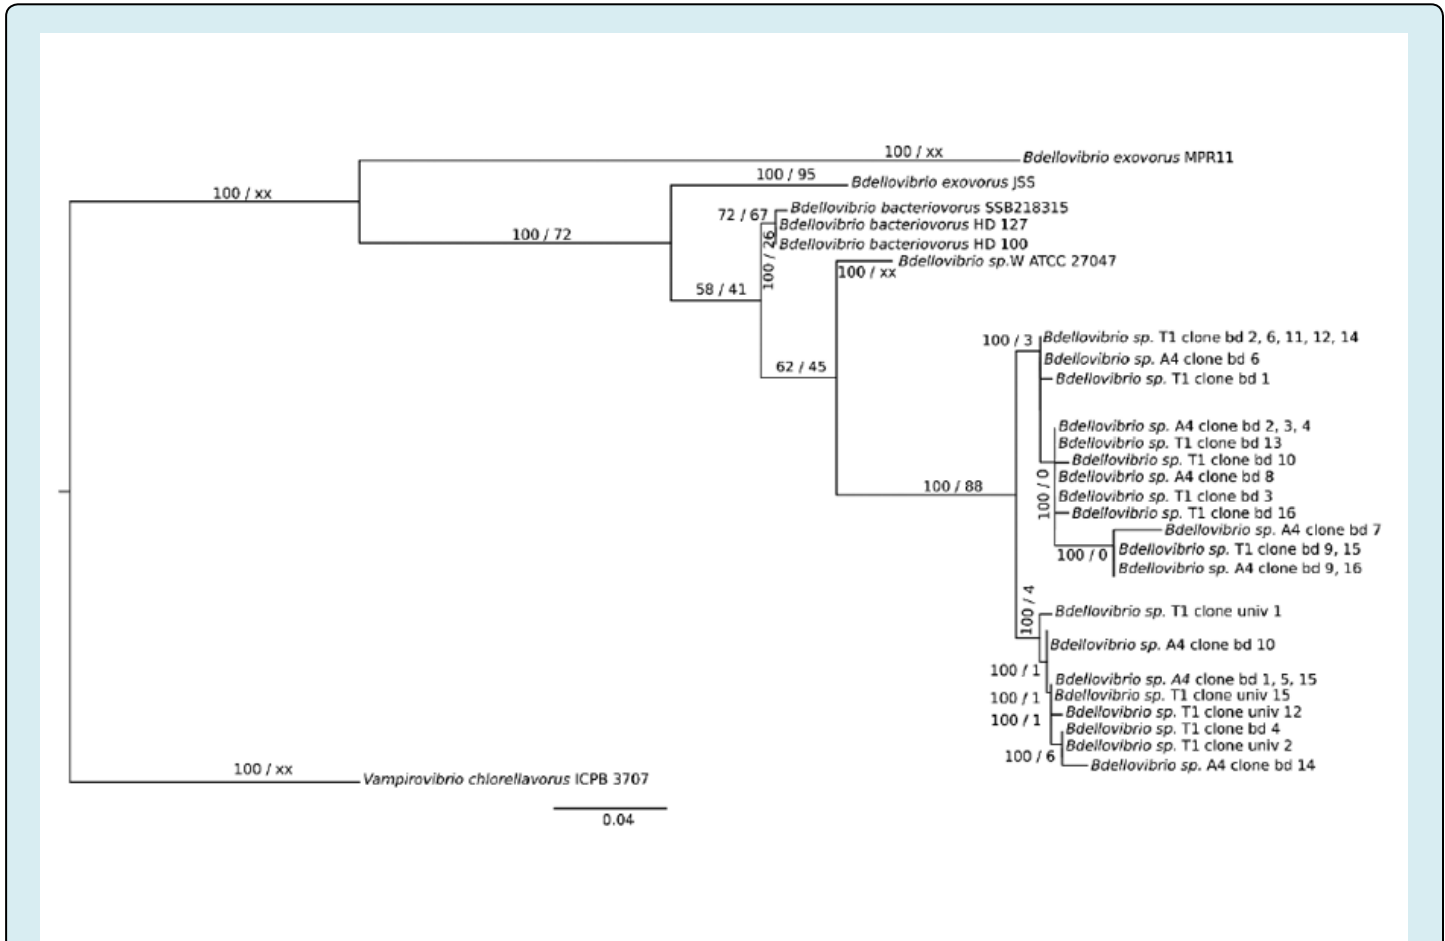 100 / xx
Bdellovibrio exovorus MPR11
100 / 95
Bdellovibrio exovorus JSS
100 / xx
72 / 67
Bdellovibrio bacteriovorus SSB218315
Bdellovibrio bacteriovorus HD 127
100 / 72
100 / 26
Bdellovibrio bacteriovorus HD 100
Bdellovibrio sp.W ATCC 27047
100 / xx
58 / 41
100 / 3
Bdellovibrio sp. T1 clone bd 2, 6, 11, 12, 14
Bdellovibrio sp. A4 clone bd 6
62 / 45
Bdellovibrio sp. T1 clone bd 1
Bdellovibrio sp. A4 clone bd 2, 3, 4
Bdellovibrio sp. T1 clone bd 13
Bdellovibrio sp. T1 clone bd 10
Bdellovibrio sp. A4 clone bd 8
100 / 88
100 / 0
Bdellovibrio sp. T1 clone bd 3
Bdellovibrio sp. T1 clone bd 16
Bdellovibrio sp. A4 clone bd 7
100 / 0
Bdellovibrio sp. T1 clone bd 9, 15
Bdellovibrio sp. A4 clone bd 9, 16
100 / 4
Bdellovibrio sp. T1 clone univ 1
Bdellovibrio sp. A4 clone bd 10
100 / 1
Bdellovibrio sp. A4 clone bd 1, 5, 15
100 / 1
Bdellovibrio sp. T1 clone univ 15
Bdellovibrio sp. T1 clone univ 12
100 / 1
Bdellovibrio sp. T1 clone bd 4
Bdellovibrio sp. T1 clone univ 2
100 / 6
Bdellovibrio sp. A4 clone bd 14
100 / xx
Vampirovibrio chlorellavorus ICPB 3707
0.04